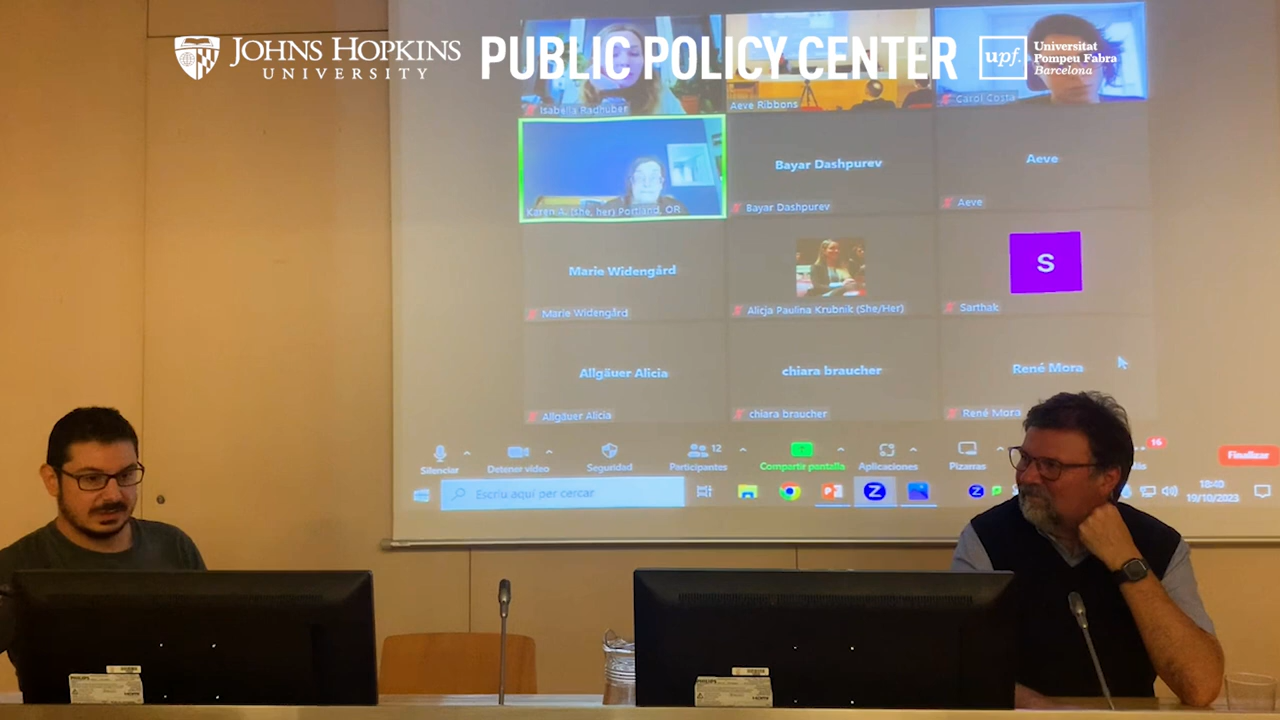 JOHNS HOPKINS
UNIVERSITY
PUBLIC POLICY CENTER
upf.
Universitat
Pompeu Fabra
Barcelona
Isabella Radhuber
Aeve Ribbons
Carol Costa
Karen A. (she, her) Portland, OR
Bayar Dashpurev
Bayar Dashpurev
Aeve
Aeve
Marie Widengård
Marie Widengård
Alicja Paulina Krubnik (She/Her)
S
Sarthak
Allgäuer Alicia
Allgäuer Alicia
chiara braucher
chiara braucher
René Mora
René Mora
Silenciar
Detener vídeo
Seguridad
12
Participantes
Compartir pantalla
Aplicaciones
Pizarras
16
Finalizar
Escriu aquí per cercar
18:40
19/10/2023
PHILIPS
PHILIPS